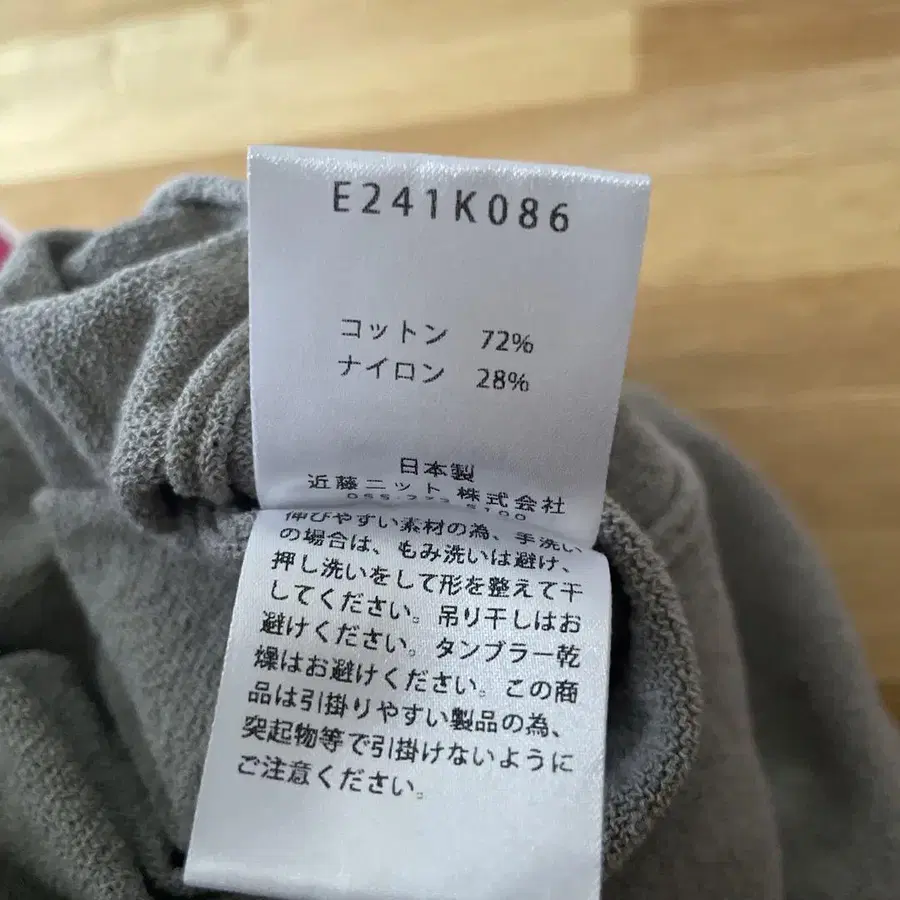 E241K086
コットン 72%
ナイロン 28%
日本製
近藤ニット 株式会社
伸びやすい素材の為、手洗い
の場合は、もみ洗いは避け、
押し洗いをして形を整えて干
してください。吊り干しはお
避けください。タンブラー乾
燥はお避けください。この商
品は引掛りやすい製品の為、
突起物等で引掛けないように
ご注意ください。